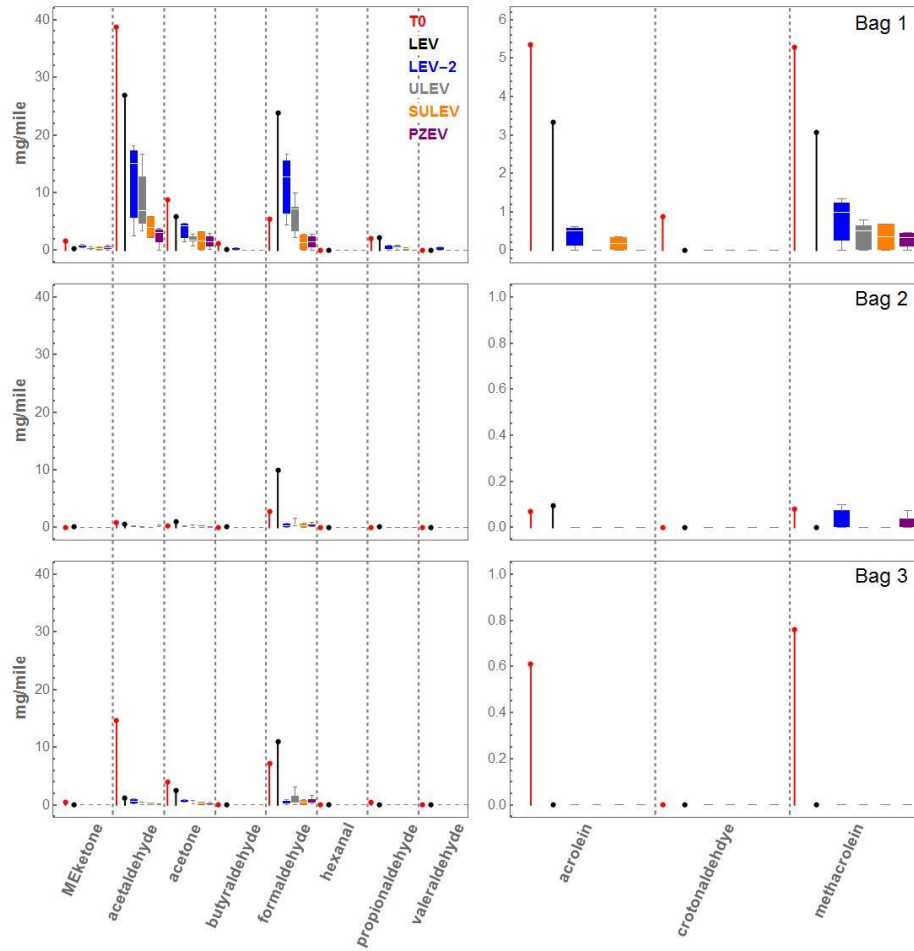 40
30
20
10
0
mg/mile
T0
LEV
LEV-2
ULEV
SULEV
PZEV
6
5
4
3
2
1
0
Bag 1
40
30
20
10
0
mg/mile
1.0
0.8
0.6
0.4
0.2
0.0
Bag 2
40
30
20
10
0
mg/mile
1.0
0.8
0.6
0.4
0.2
0.0
Bag 3
MEketone
acetaldehyde
acetone
butyraldehyde
formaldehyde
hexanal
propionaldehyde
valeraldehyde
acrolein
crotonaldehdye
methacrolein